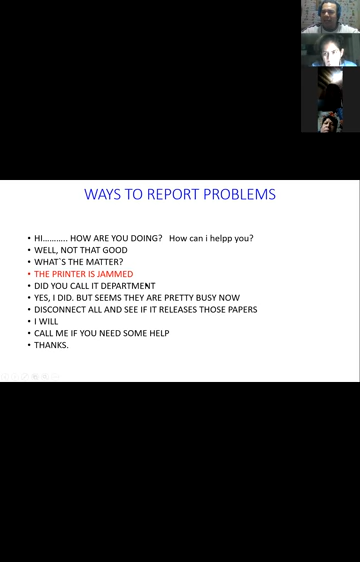 WAYS TO REPORT PROBLEMS
• HI……….. HOW ARE YOU DOING?   How can i helpp you?
• WELL, NOT THAT GOOD
• WHAT`S THE MATTER?
• THE PRINTER IS JAMMED
• DID YOU CALL IT DEPARTMENT
• YES, I DID. BUT SEEMS THEY ARE PRETTY BUSY NOW
• DISCONNECT ALL AND SEE IF IT RELEASES THOSE PAPERS
• I WILL
• CALL ME IF YOU NEED SOME HELP
• THANKS.